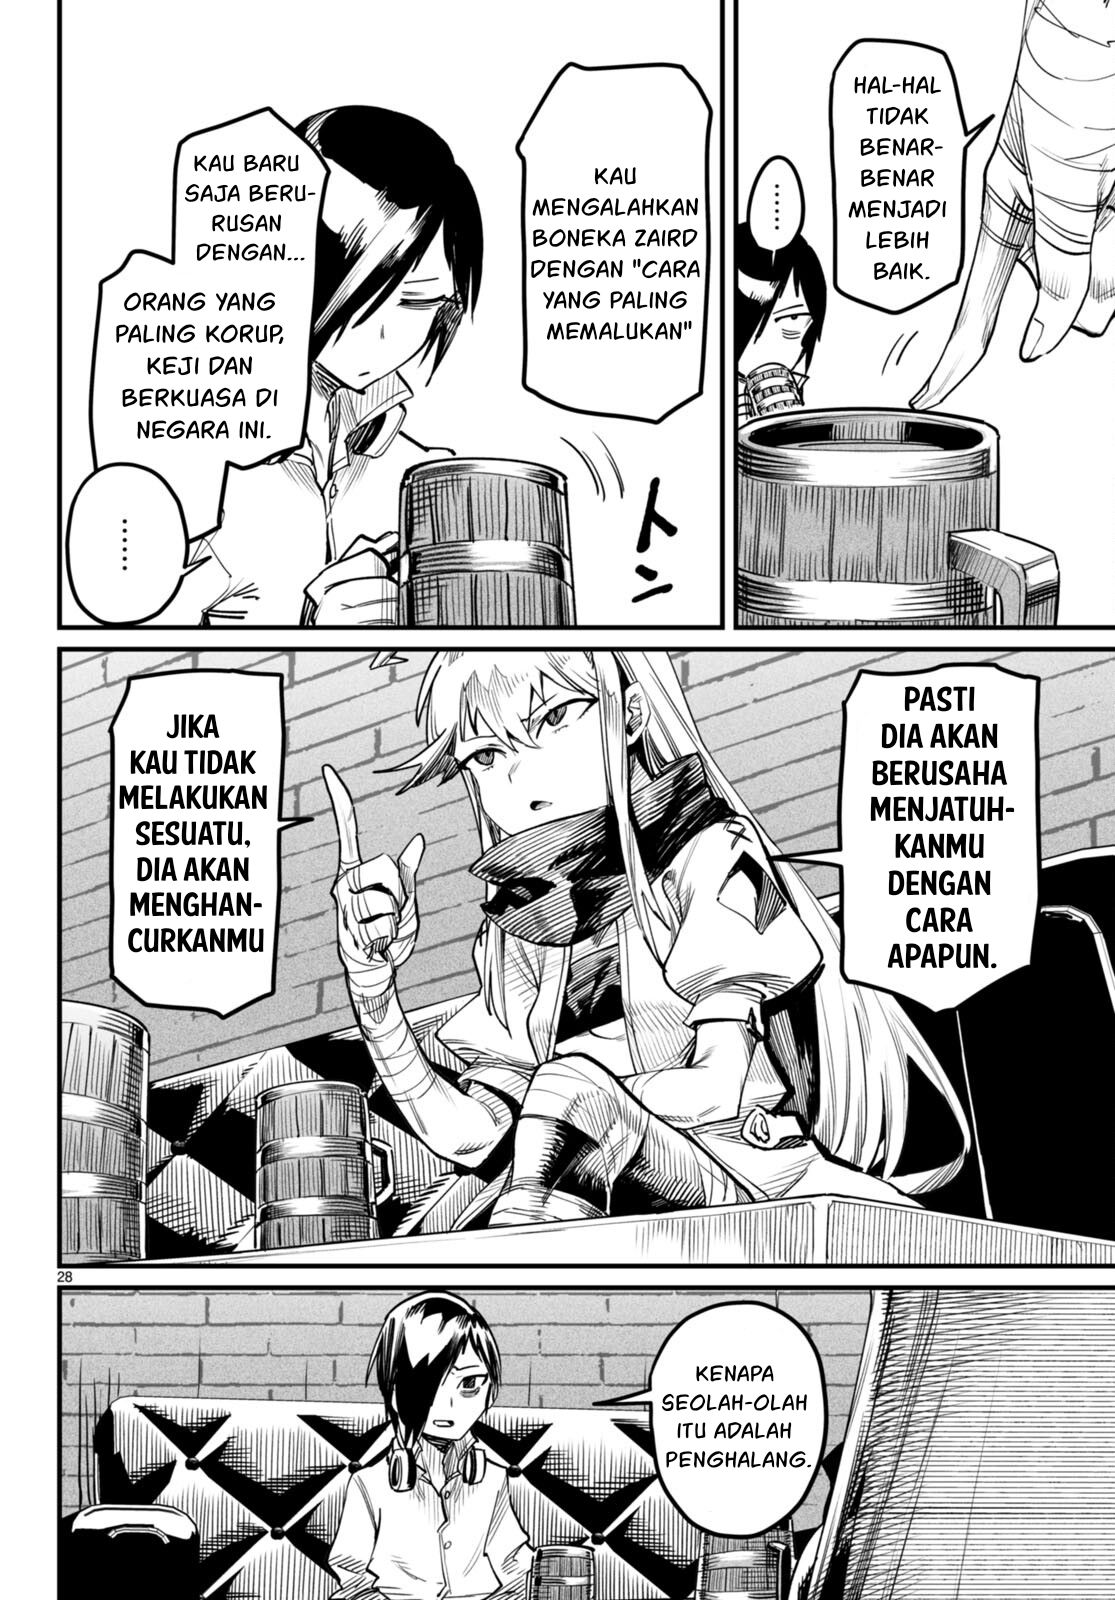 HAL-HAL
TIDAK
BENAR-
BENAR
MENJADI
LEBIH
BAIK.
......
KAU
MENGALAHKAN
BONEKA ZAIRD
DENGAN "CARA
YANG PALING
MEMALUKAN"
KAU BARU
SAJA BERU-
RUSAN
DENGAN...
ORANG YANG
PALING KORUP,
KEJI DAN
BERKUASA DI
NEGARA INI.
......
トン
PASTI
DIA AKAN
BERUSAHA
MENJATUH-
KANMU
DENGAN
CARA
APAPUN.
JIKA
KAU TIDAK
MELAKUKAN
SESUATU,
DIA AKAN
MENGHAN-
CURKANMU
28
KENAPA
SEOLAH-OLAH
ITU ADALAH
PENGHALANG.